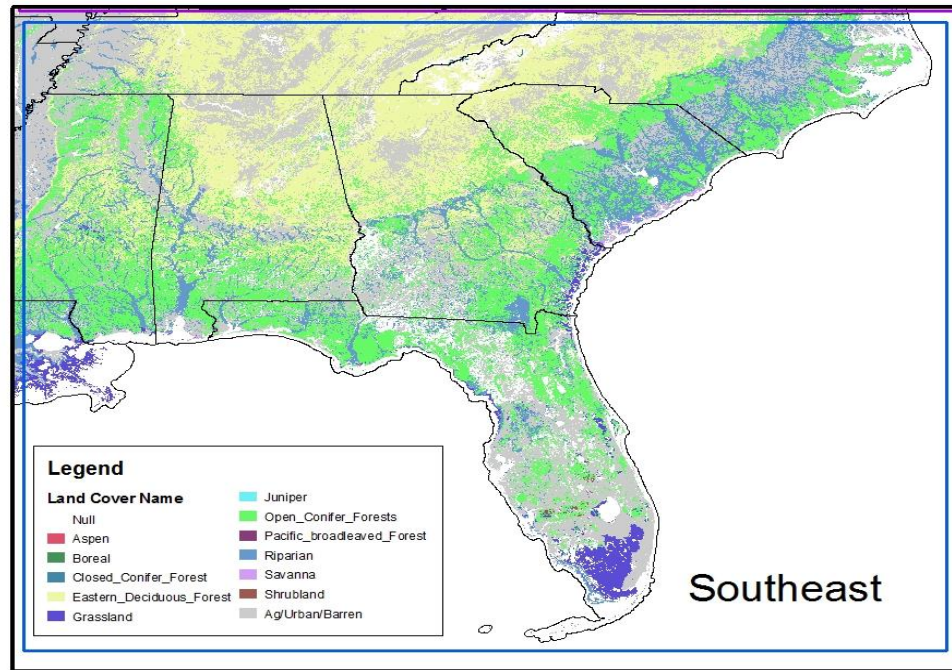 Legend
Land Cover Name
Null
Aspen
Boreal
Closed_Conifer_Forest
Eastern_Deciduous_Forest
Grassland
Juniper
Open_Conifer_Forests
Pacific_broadleaved_Forest
Riparian
Savanna
Shrubland
Ag/Urban/Barren
Southeast